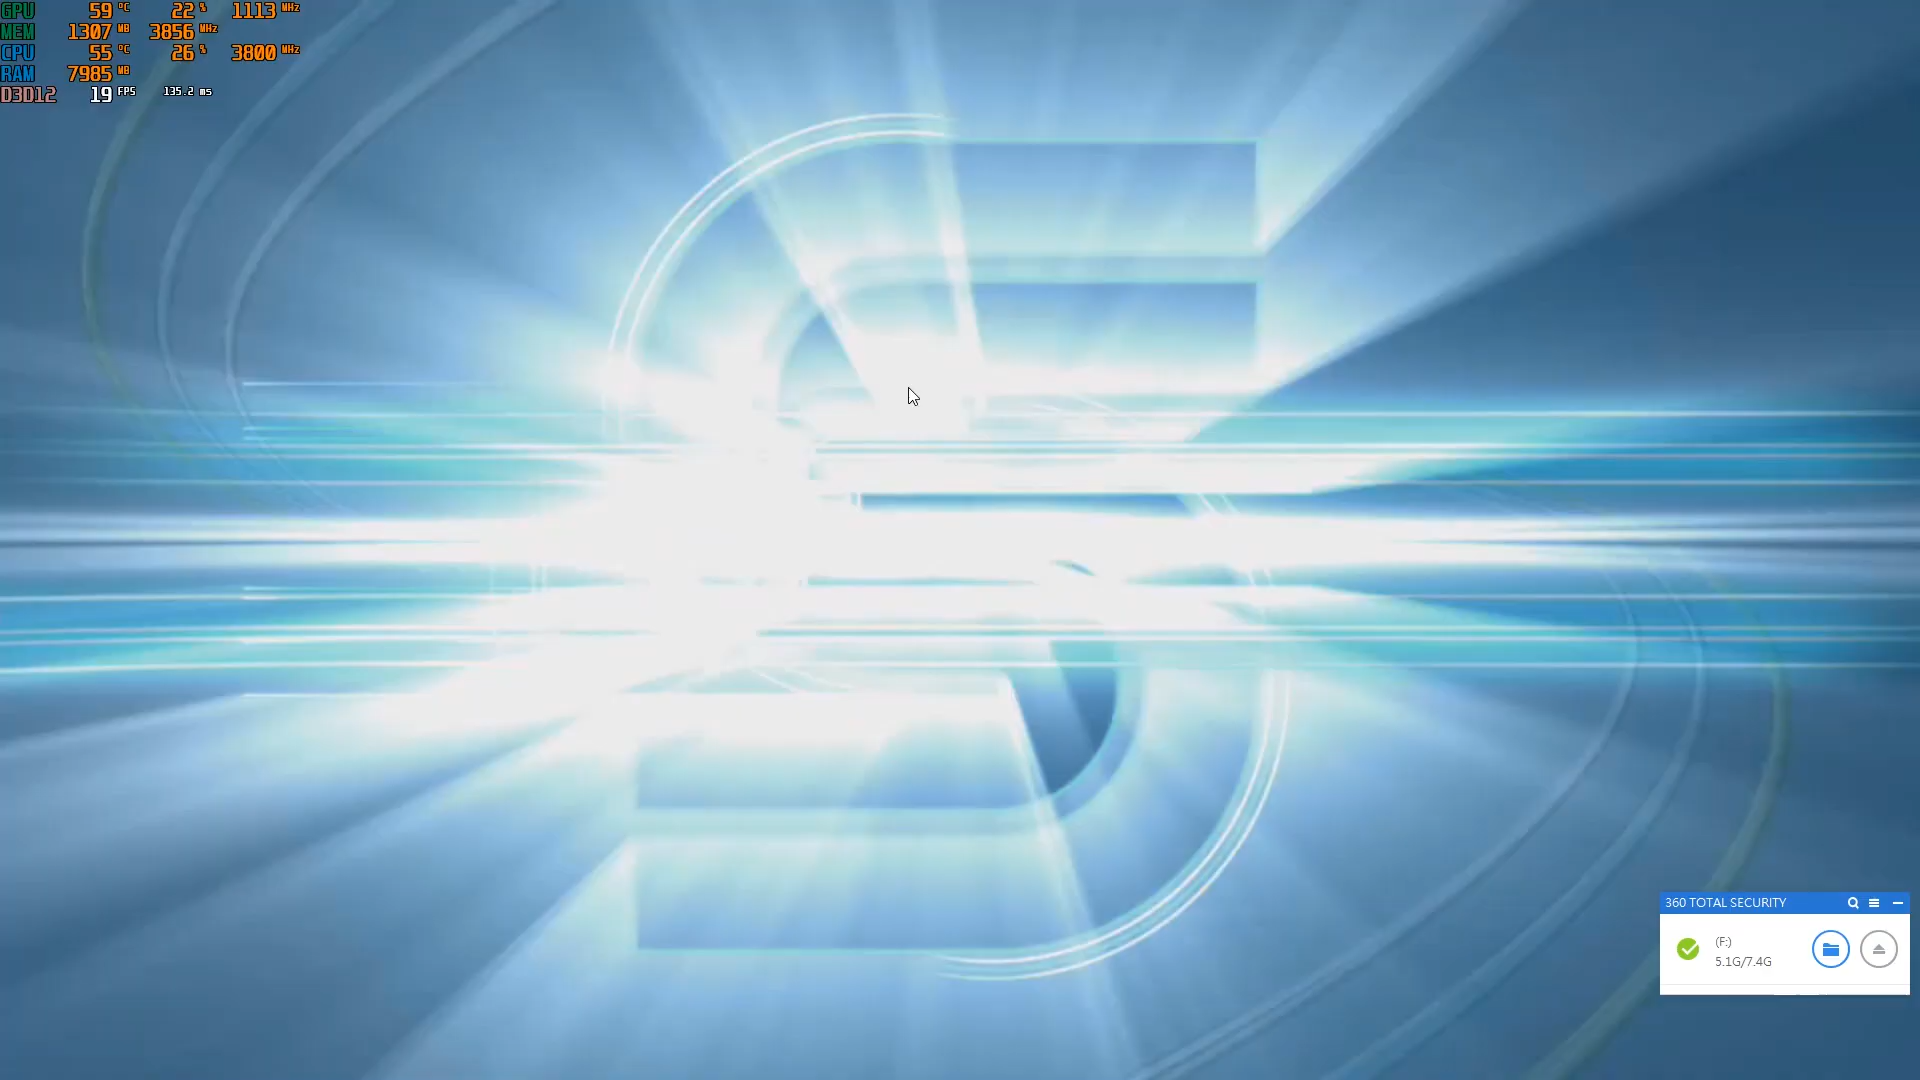 GPU 59 °C 22 % 1113 MHz
MEM 1307 MB 3856 MHz
CPU 55 °C 26 % 3800 MHz
RAM 7985 MB
D3D12 19 FPS 135.2 ms
360 TOTAL SECURITY
(F:)
5.1G/7.4G